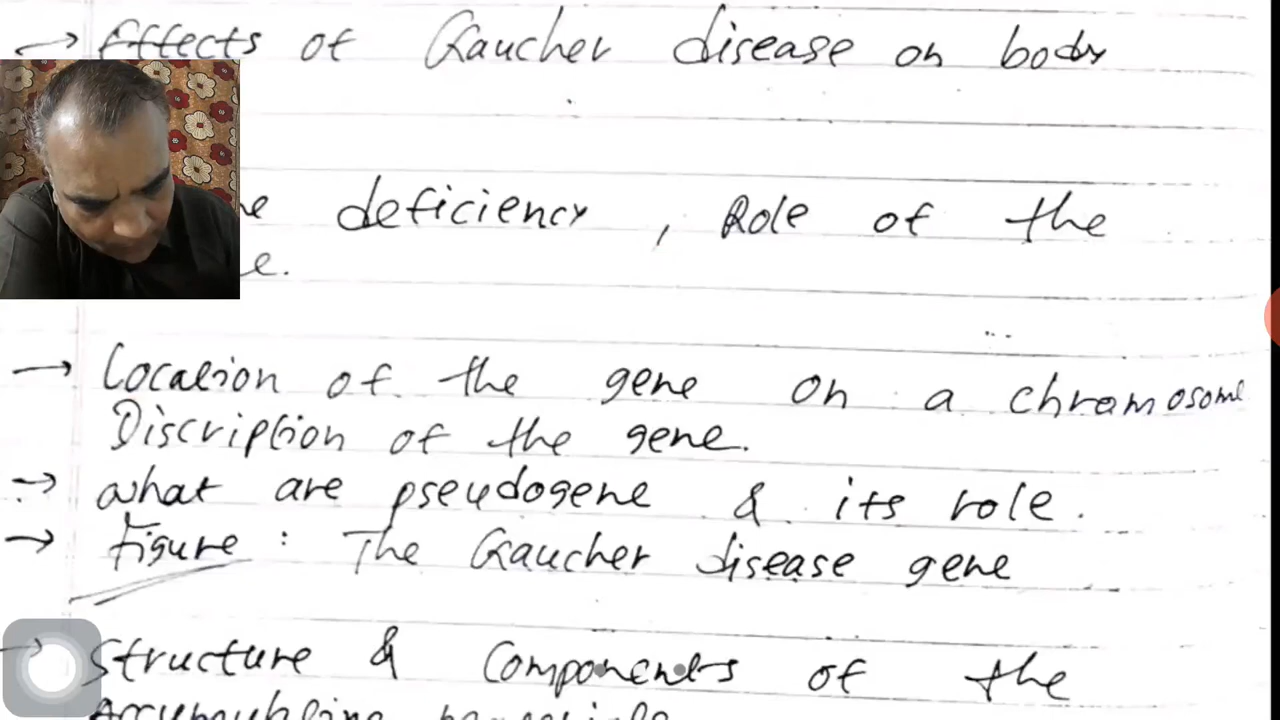 → Effects of Gaucher disease on body
deficiency, Role of the
→ Location of the gene on a chromosome
Discription of the gene.
→ what are pseudogene & its role.
→ Figure: The Gaucher disease gene
→ Structure & Components of the